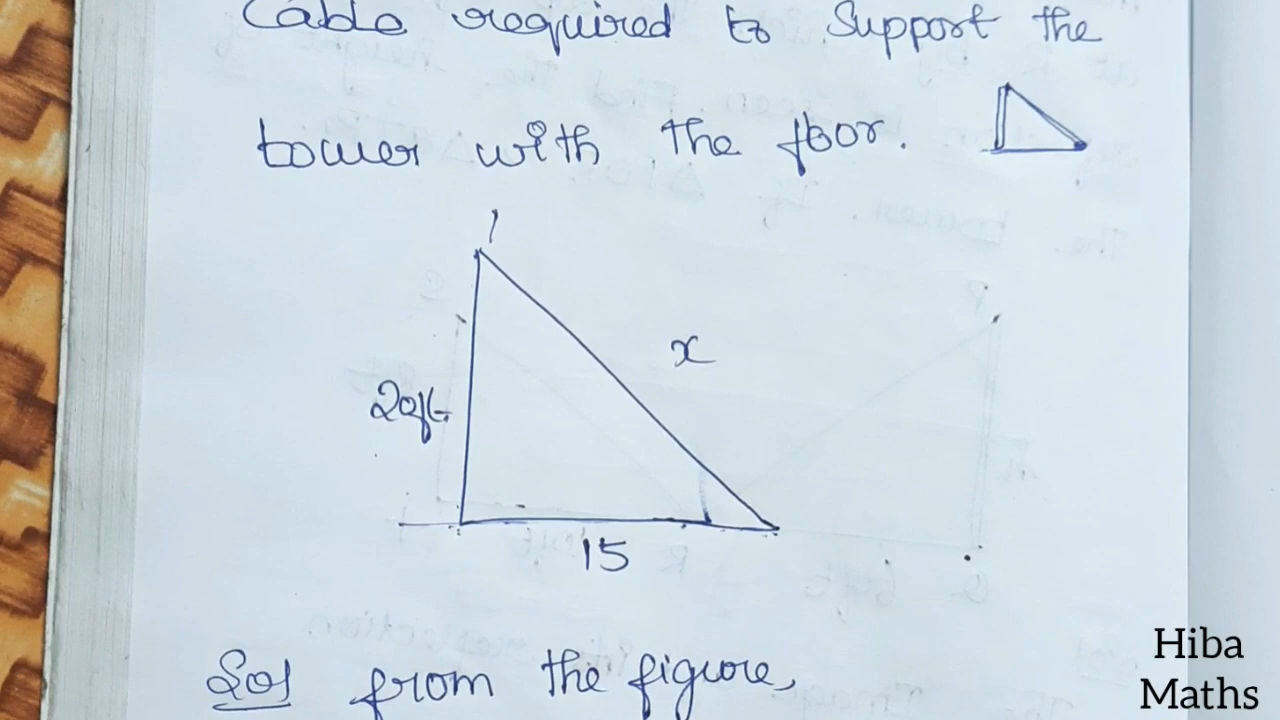 Cable required to Support the
tower with the floor.
x
20ft
15
Sol from the figure,
Hiba
Maths